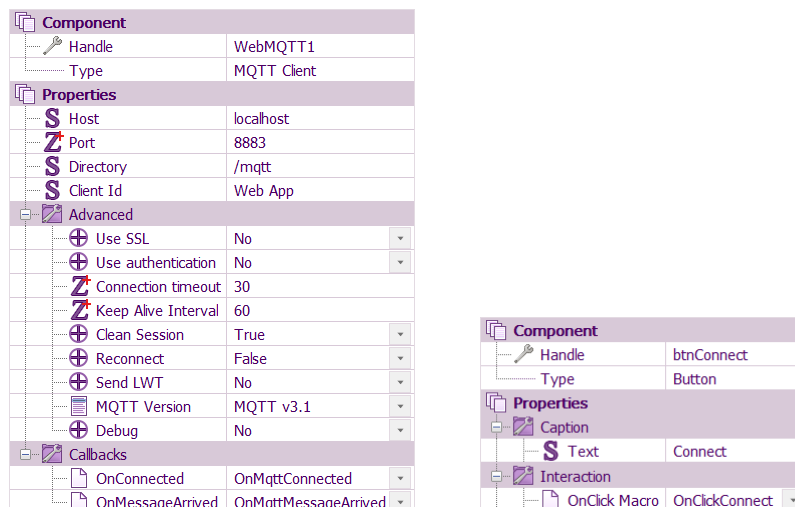 Component
Handle WebMQTT1
Type MQTT Client
Properties
Host localhost
Port 8883
Directory /mqtt
Client Id Web App
Advanced
Use SSL No
Use authentication No
Connection timeout 30
Keep Alive Interval 60
Clean Session True
Reconnect False
Send LWT No
MQTT Version MQTT v3.1
Debug No
Callbacks
OnConnected OnMqttConnected
OnMessageArrived OnMqttMessageArrived
Component
Handle btnConnect
Type Button
Properties
Caption
Text Connect
Interaction
OnClick Macro OnClickConnect